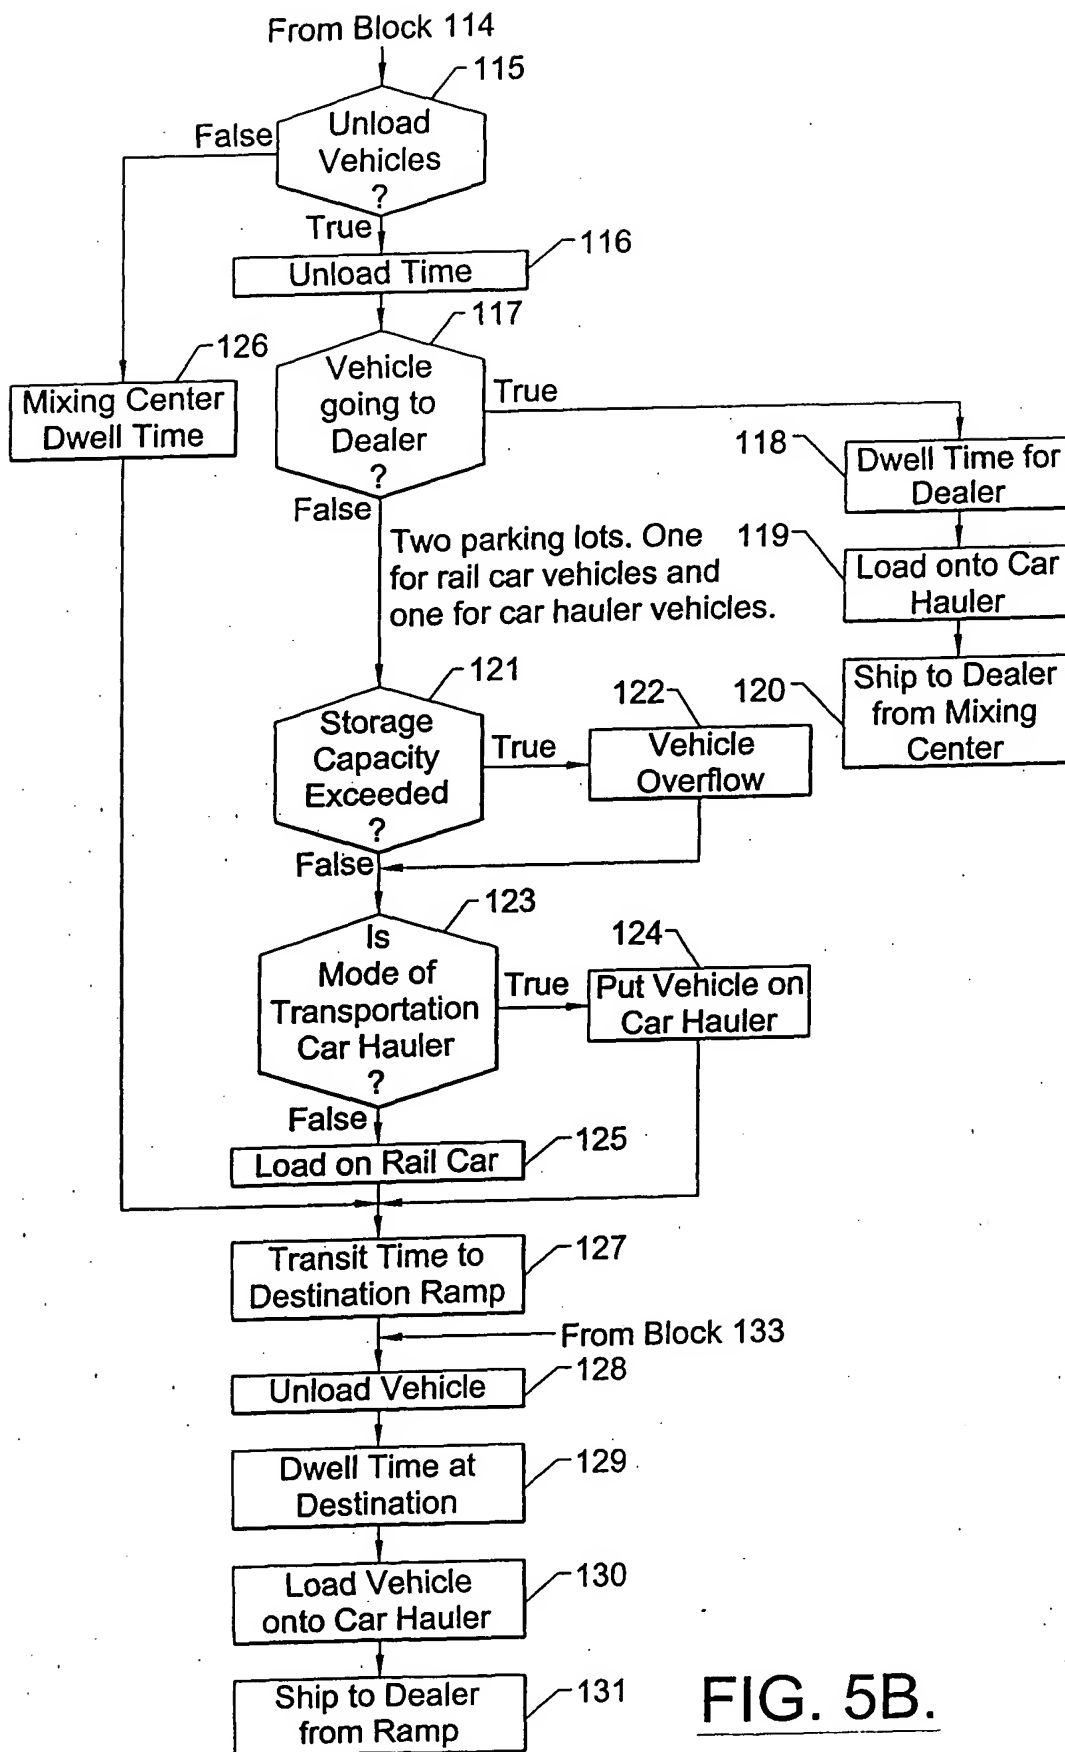 From Block 114
115
Unload
Vehicles
?
False
True
116
Unload Time
117
Vehicle
going to
Dealer
?
True
False
126
Mixing Center
Dwell Time
118
Dwell Time for
Dealer
119
Load onto Car
Hauler
120
Ship to Dealer
from Mixing
Center
Two parking lots. One
for rail car vehicles and
one for car hauler vehicles.
121
Storage
Capacity
Exceeded
?
True
122
Vehicle
Overflow
False
123
Is
Mode of
Transportation
Car Hauler
?
True
124
Put Vehicle on
Car Hauler
False
125
Load on Rail Car
127
Transit Time to
Destination Ramp
From Block 133
128
Unload Vehicle
129
Dwell Time at
Destination
130
Load Vehicle
onto Car Hauler
131
Ship to Dealer
from Ramp
FIG. 5B.